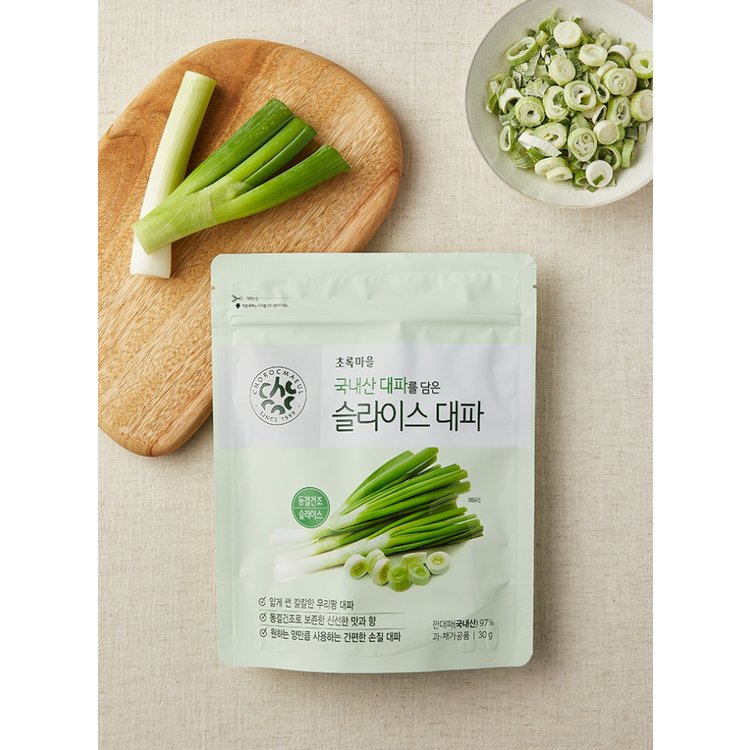 초록마을
CHOROCMAEUL
SINCE 1999
국내산 대파를 담은
슬라이스 대파
동결건조
슬라이스
얇게 썬 칼칼한 우리땅 대파
동결건조로 보존한 신선한 맛과 향
원하는 양만큼 사용하는 간편한 손질 대파
깐대파(국내산) 97%
과·채가공품 | 30 g